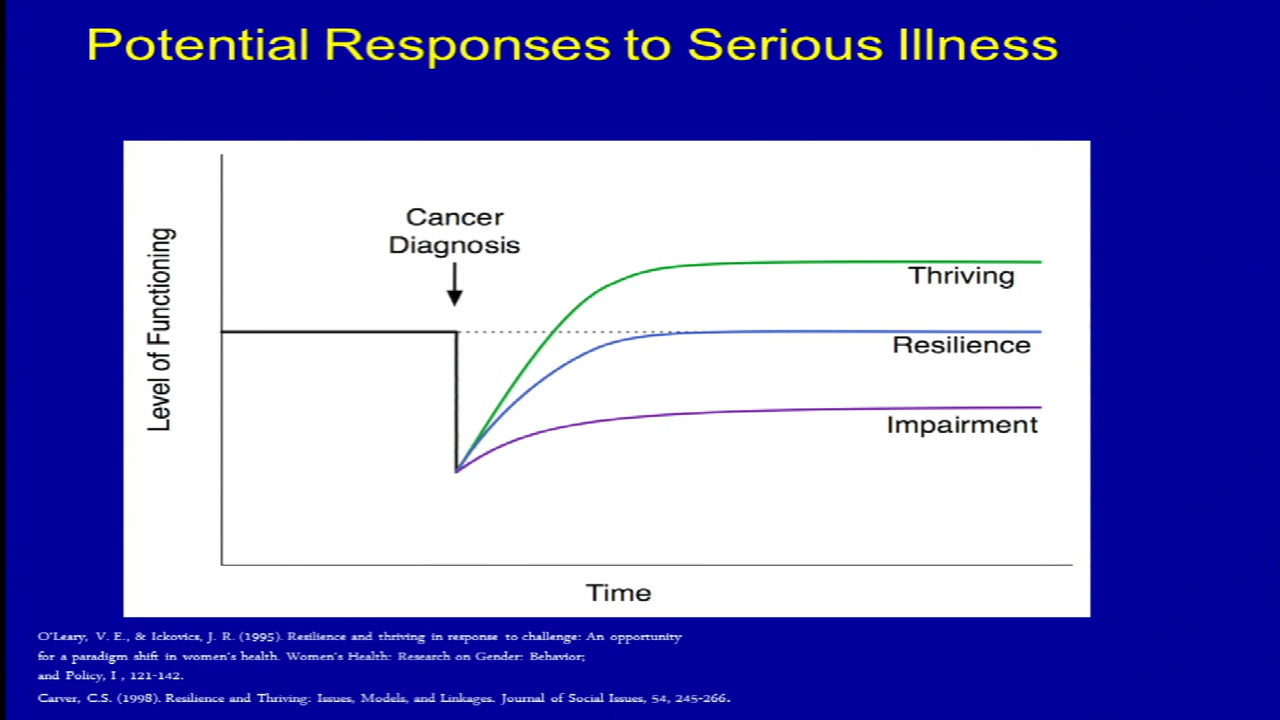 Potential Responses to Serious Illness
Cancer
Diagnosis
Level of Functioning
Thriving
Resilience
Impairment
Time
O'Leary, V. E., & Ickovics, J. R. (1995). Resilience and thriving in response to challenge: An opportunity
for a paradigm shift in women's health. Women's Health: Research on Gender: Behavior;
and Policy, I , 121-142.
Carver, C.S. (1998). Resilience and Thriving: Issues, Models, and Linkages. Journal of Social Issues, 54, 245-266.